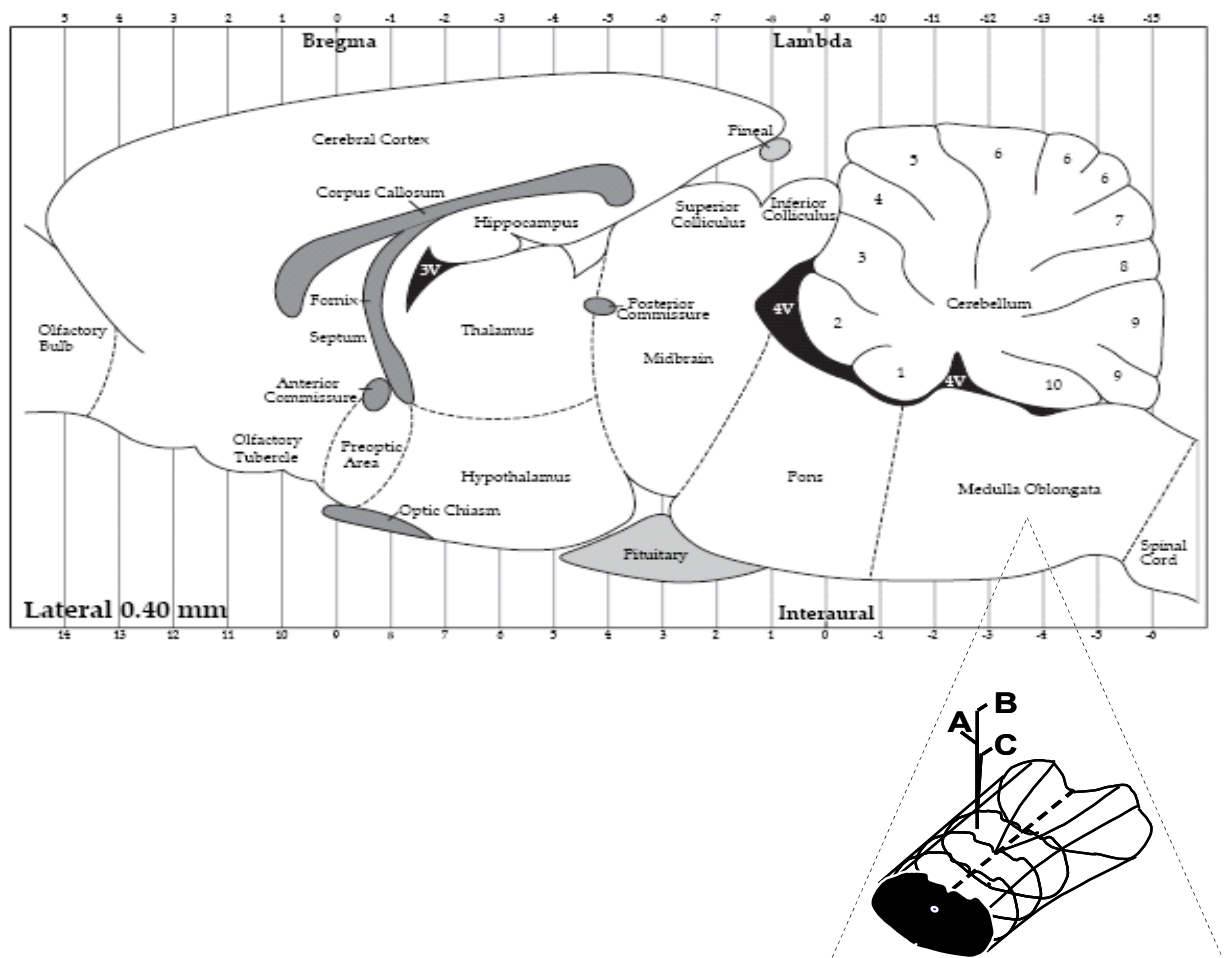 5 4 3 2 1 0 -1 -2 -3 -4 -5 -6 -7 -8 -9 -10 -11 -12 -13 -14 -15
Bregma Lambda
Cerebral Cortex
Pineal
Corpus Callosum
Hippocampus
Superior
Colliculus
Inferior
Colliculus
5 6 6 6
4
7
3
8
3V
Fornix
Septum
Thalamus
Posterior
Commissure
Midbrain
4V
Cerebellum
2
9
Olfactory
Bulb
Anterior
Commissure
1
4V
10
9
Olfactory
Tubercle
Preoptic
Area
Hypothalamus
Optic Chiasm
Pituitary
Pons
Medulla Oblongata
Spinal
Cord
Lateral 0.40 mm
Interaural
14 13 12 11 10 9 8 7 6 5 4 3 2 1 0 -1 -2 -3 -4 -5 -6
B
A
C